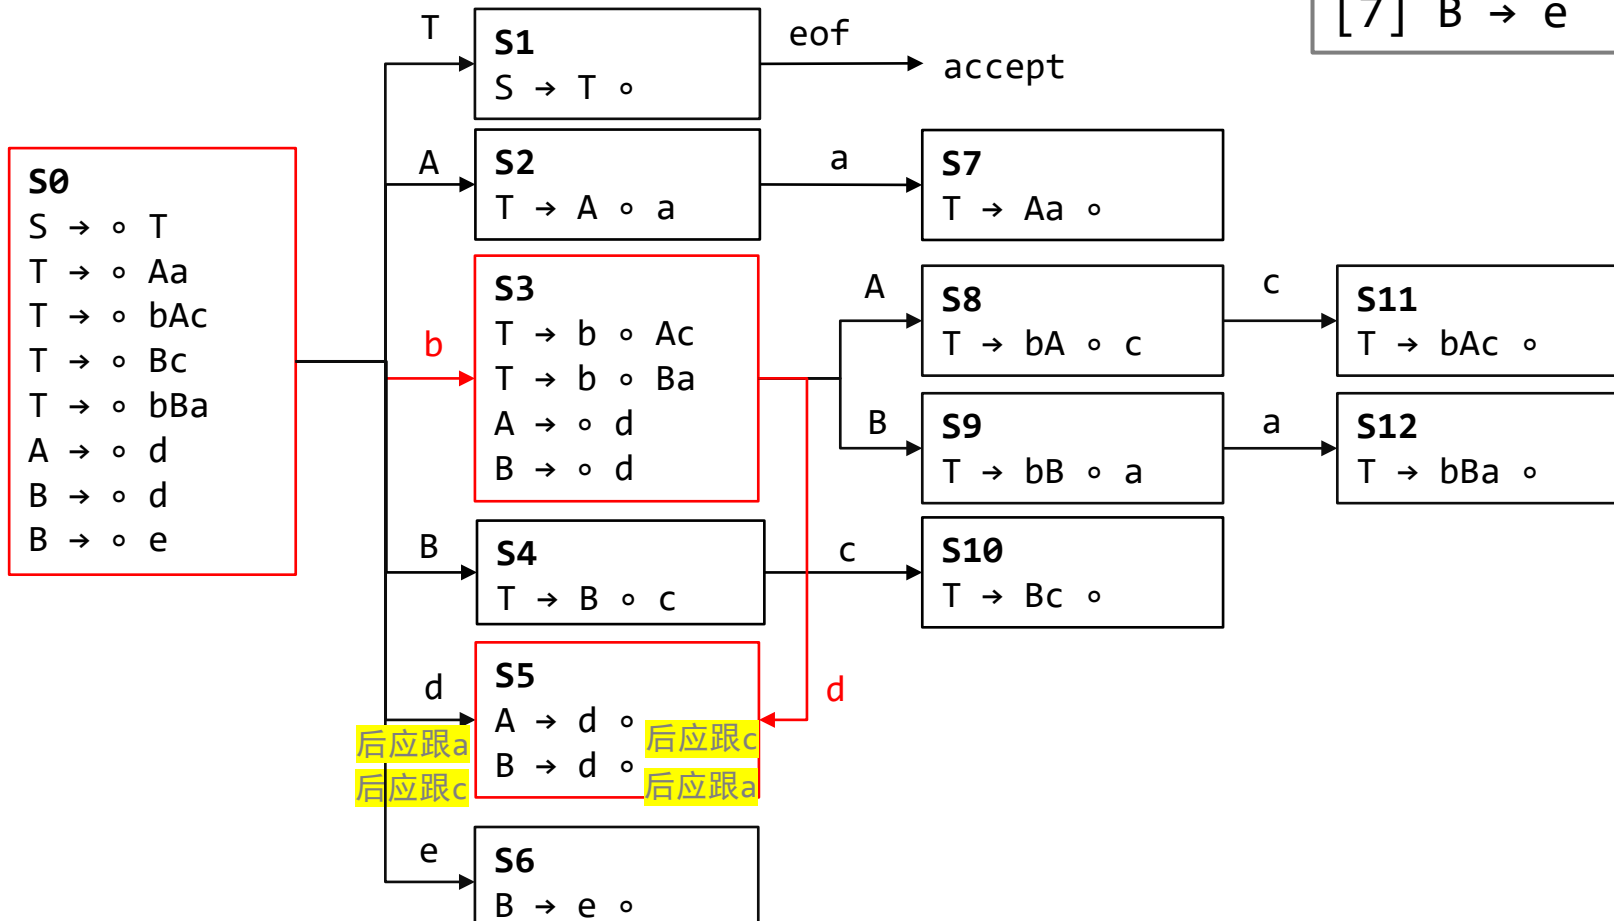 [7] B → e
T
S1
S → T ∘
eof
accept
A
S2
T → A ∘ a
a
S7
T → Aa ∘
S0
S → ∘ T
T → ∘ Aa
T → ∘ bAc
T → ∘ Bc
T → ∘ bBa
A → ∘ d
B → ∘ d
B → ∘ e
b
S3
T → b ∘ Ac
T → b ∘ Ba
A → ∘ d
B → ∘ d
A
S8
T → bA ∘ c
c
S11
T → bAc ∘
B
S9
T → bB ∘ a
a
S12
T → bBa ∘
B
S4
T → B ∘ c
c
S10
T → Bc ∘
d
S5
A → d ∘
B → d ∘
后应跟a
后应跟c
后应跟c
后应跟a
d
e
S6
B → e ∘